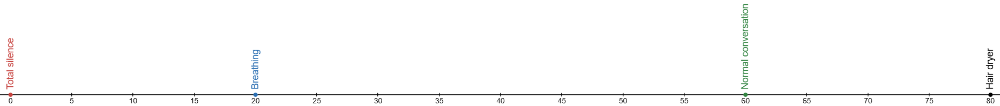 Total silence
Breathing
Normal conversation
Hair dryer
0 5 10 15 20 25 30 35 40 45 50 55 60 65 70 75 80